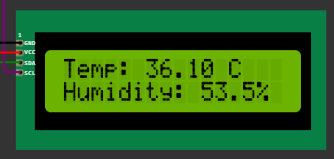 1
GND
VCC
SDA
SCL
Temp: 36.10 C
Humidity: 53.5%